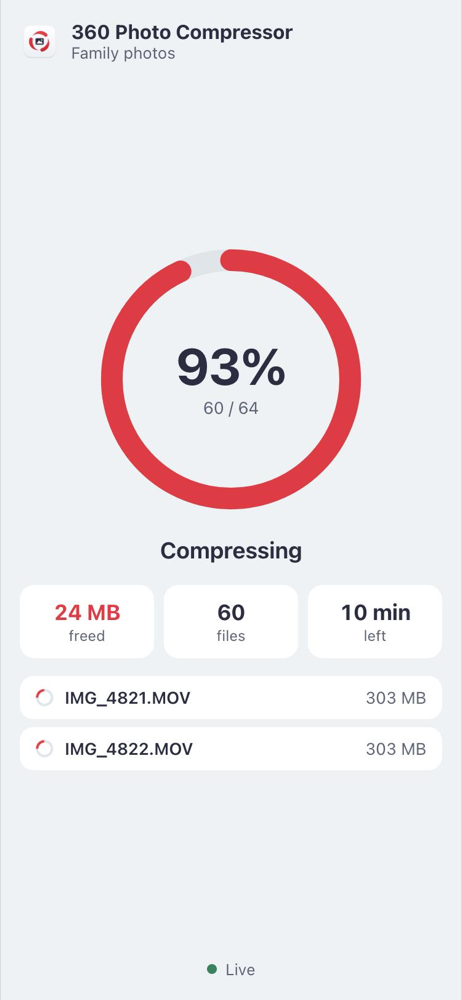 360 Photo Compressor
Family photos
93%
60 / 64
Compressing
24 MB
freed
60
files
10 min
left
IMG_4821.MOV 303 MB
IMG_4822.MOV 303 MB
Live